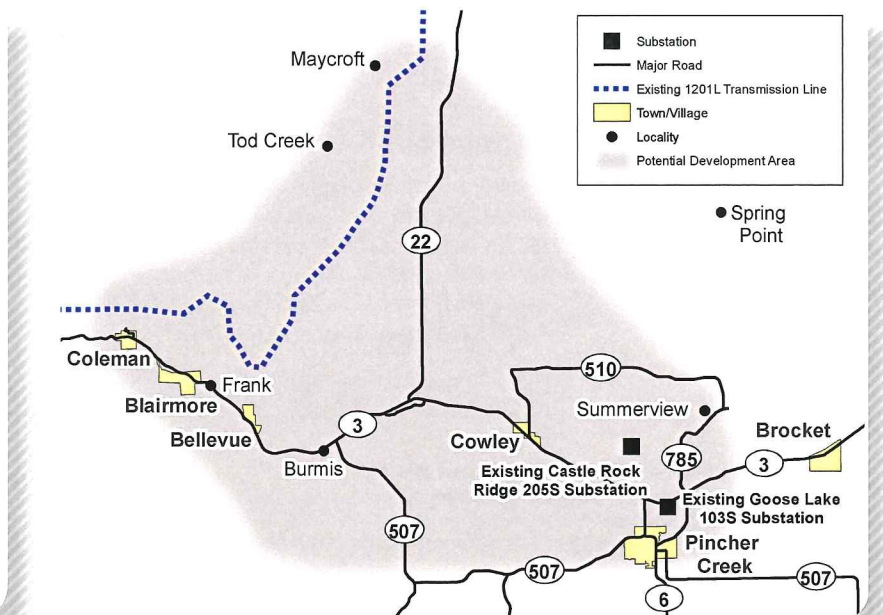 Substation
Major Road
Existing 1201L Transmission Line
Town/Village
Locality
Potential Development Area
Maycroft
Tod Creek
Spring
Point
22
Coleman
Frank
Blairmore
Bellevue
3
Burmis
510
Summerview
Cowley
Brocket
785
3
Existing Castle Rock
Ridge 205S Substation
Existing Goose Lake
103S Substation
507
Pincher
Creek
507
507
6